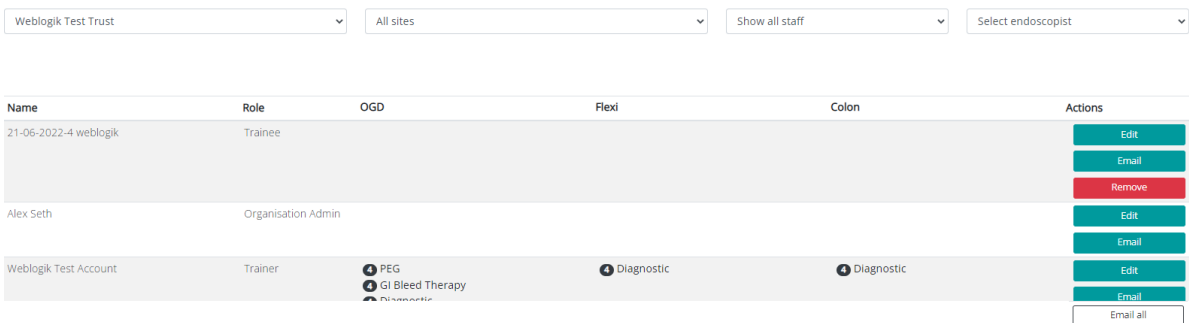 Weblogik Test Trust All sites Show all staff Select endoscopist
Name Role OGD Flexi Colon Actions
21-06-2022-4 weblogik Trainee Edit
Email
Remove
Alex Seth Organisation Admin Edit
Email
Weblogik Test Account Trainer 4 PEG 4 Diagnostic 4 Diagnostic Edit
4 GI Bleed Therapy
4 Diagnostic Email
Email all